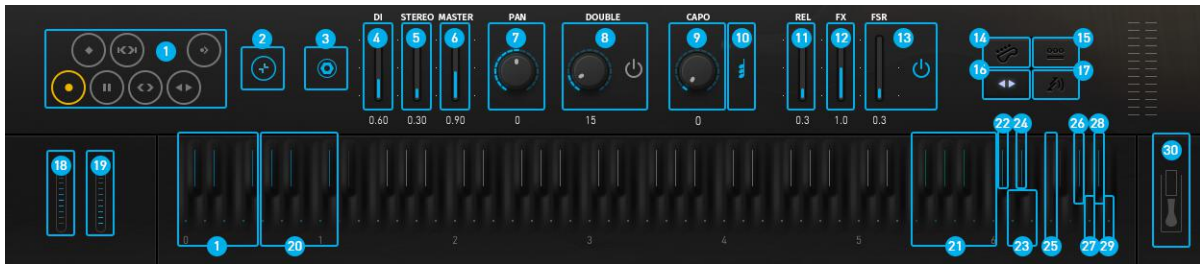 DI STEREO MASTER PAN DOUBLE CAPO REL FX FSR
1 2 3 4 5 6 7 8 9 10 11 12 13 14 15
16 17
0.60 0.30 0.90 0 15 0 0.3 1.0 0.3
18 19 22 24 26 28 30
0 1 2 3 4 5 6
1 20 21 23 25 27 29